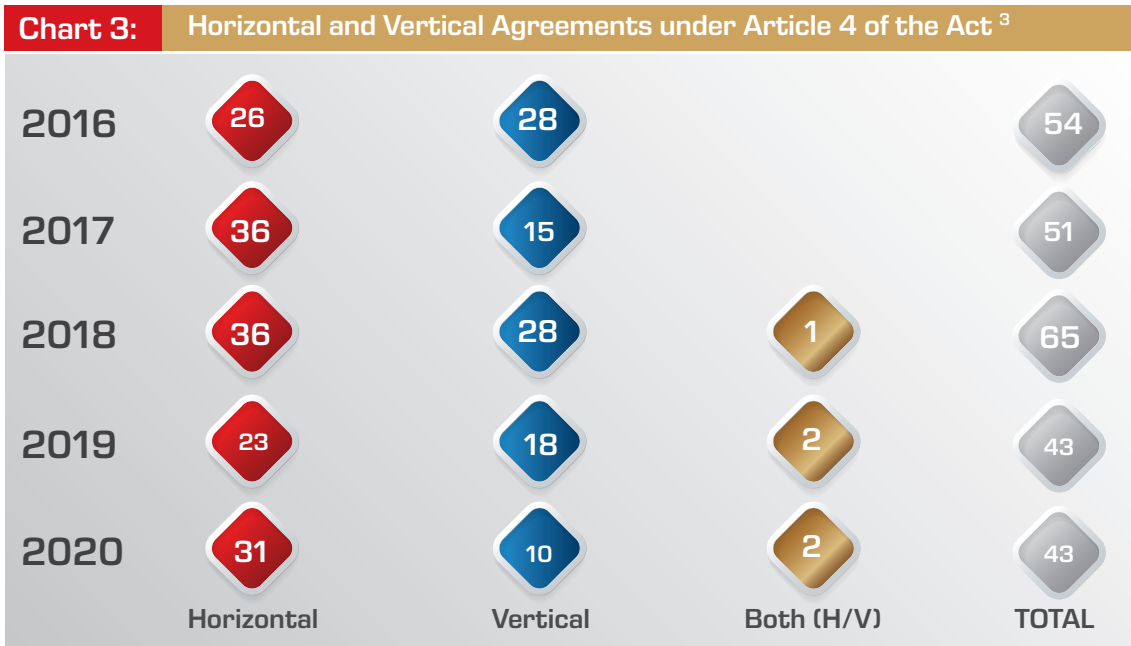 Chart 3: Horizontal and Vertical Agreements under Article 4 of the Act 3
2016 26 28 54
2017 36 15 51
2018 36 28 1 65
2019 23 18 2 43
2020 31 10 2 43
Horizontal Vertical Both (H/V) TOTAL